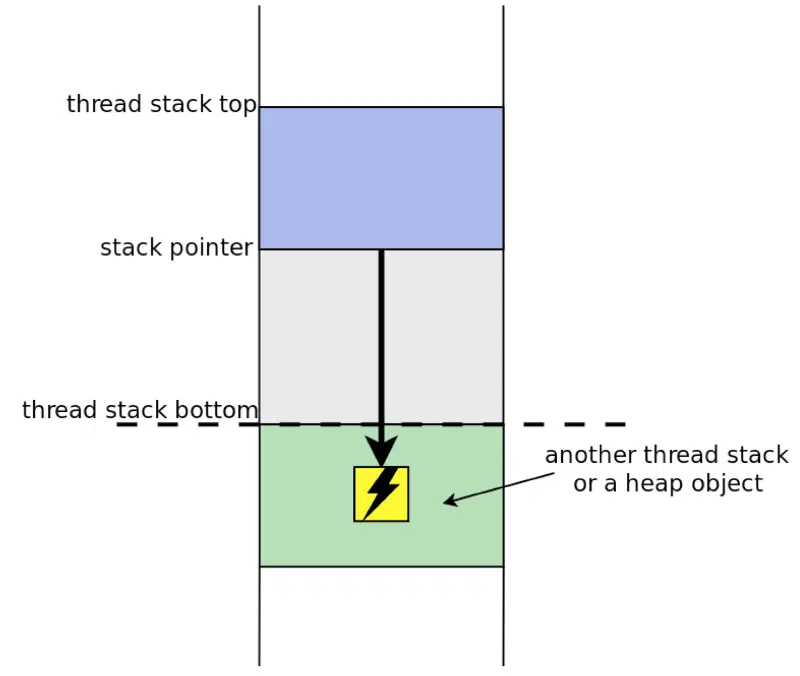 thread stack top
stack pointer
thread stack bottom
another thread stack
or a heap object